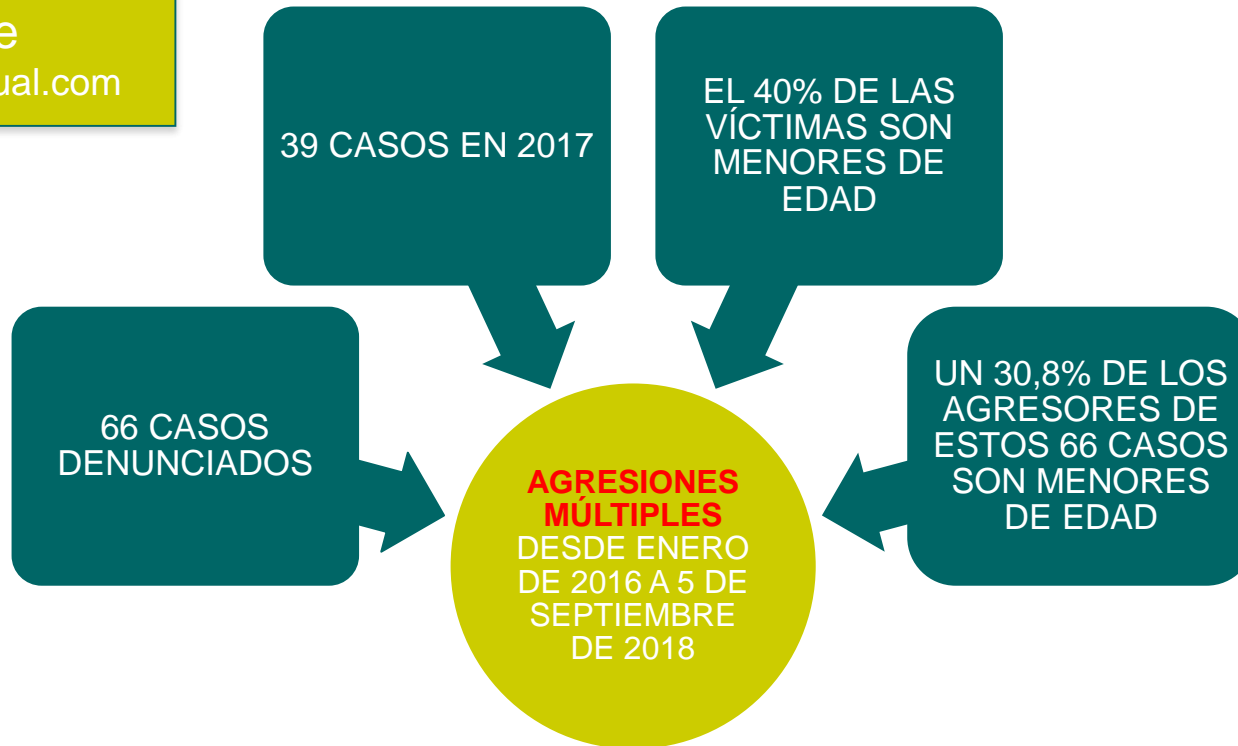 e
ual.com
39 CASOS EN 2017
EL 40% DE LAS
VÍCTIMAS SON
MENORES DE
EDAD
66 CASOS
DENUNCIADOS
UN 30,8% DE LOS
AGRESORES DE
ESTOS 66 CASOS
SON MENORES
DE EDAD
AGRESIONES
MÚLTIPLES
DESDE ENERO
DE 2016 A 5 DE
SEPTIEMBRE
DE 2018